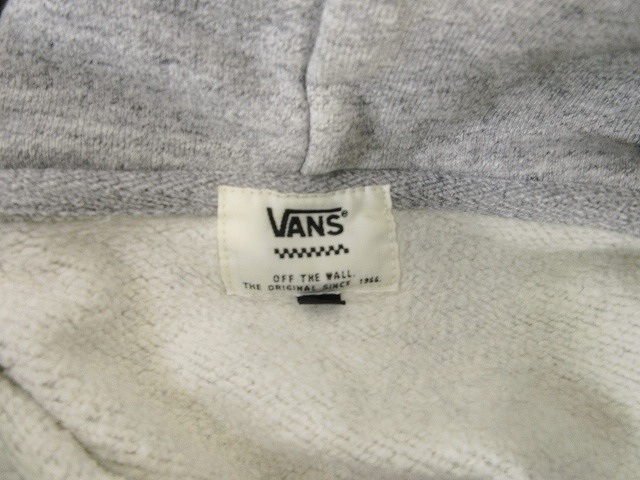 VANS®
OFF THE WALL.
THE ORIGINAL SINCE 1966.